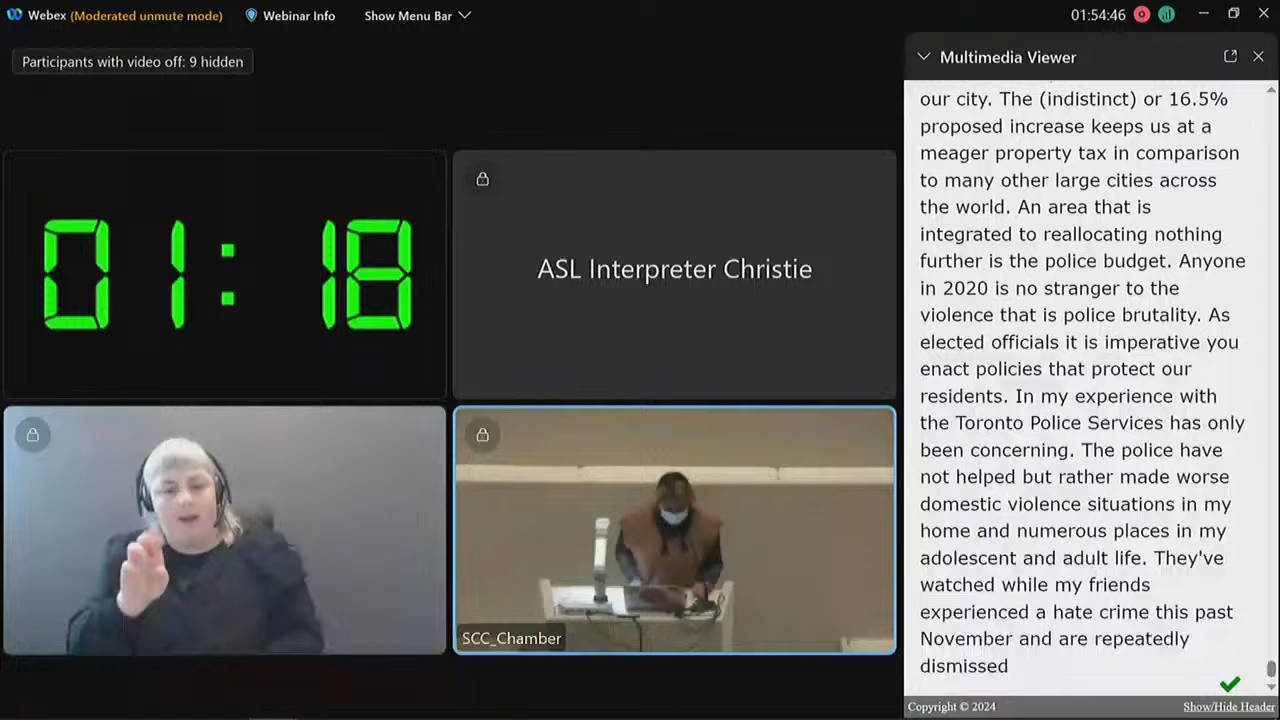 Webex (Moderated unmute mode) Webinar Info Show Menu Bar 01:54:46
Participants with video off: 9 hidden
01:18
ASL Interpreter Christie
SCC_Chamber
Multimedia Viewer
our city. The (indistinct) or 16.5%
proposed increase keeps us at a
meager property tax in comparison
to many other large cities across
the world. An area that is
integrated to reallocating nothing
further is the police budget. Anyone
in 2020 is no stranger to the
violence that is police brutality. As
elected officials it is imperative you
enact policies that protect our
residents. In my experience with
the Toronto Police Services has only
been concerning. The police have
not helped but rather made worse
domestic violence situations in my
home and numerous places in my
adolescent and adult life. They've
watched while my friends
experienced a hate crime this past
November and are repeatedly
dismissed
Copyright © 2024 Show/Hide Header